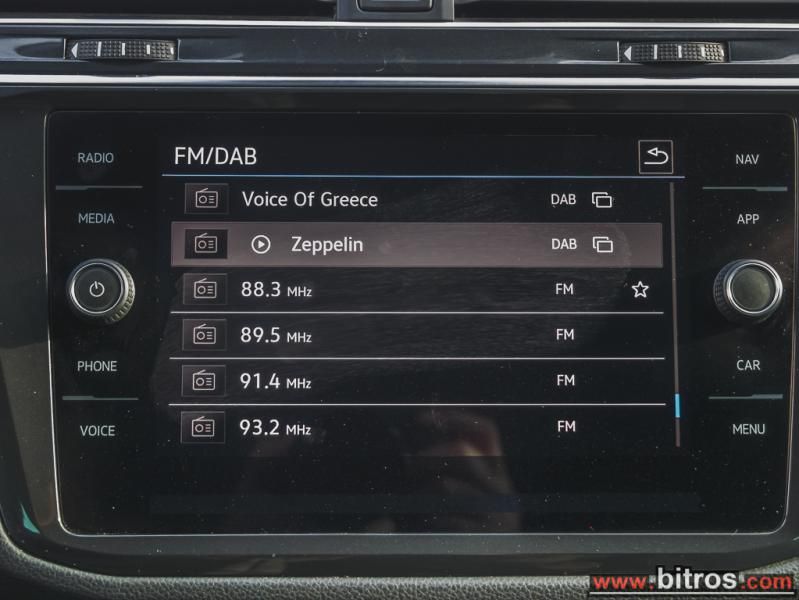 RADIO
MEDIA
PHONE
VOICE
FM/DAB
Voice Of Greece DAB
Zeppelin DAB
88.3 MHz FM
89.5 MHz FM
91.4 MHz FM
93.2 MHz FM
NAV
APP
CAR
MENU
www.bitros.com